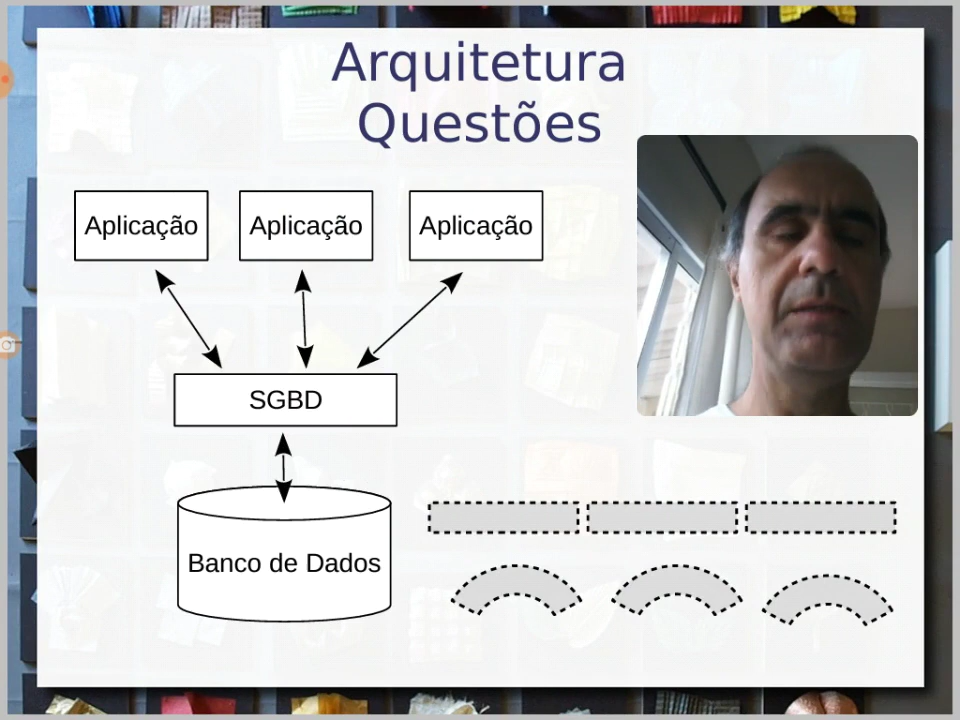 Arquitetura
Questões
Aplicação
Aplicação
Aplicação
SGBD
Banco de Dados